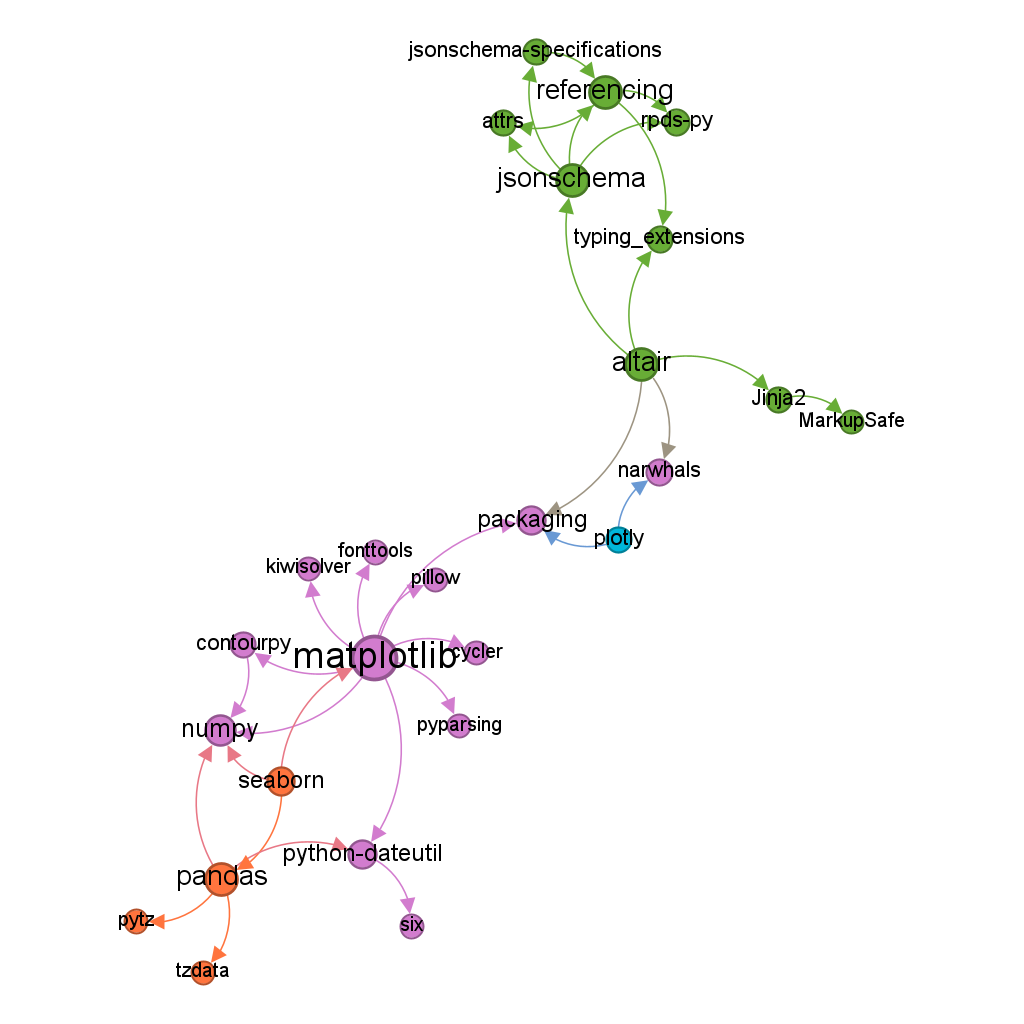 jsonschema-specifications
referencing
attrs
rpds-py
jsonschema
typing_extensions
altair
Jinja2
MarkupSafe
narwhals
packaging
plotly
fonttools
kiwisolver
pillow
contourpy
matplotlib
cycler
numpy
pyparsing
seaborn
python-dateutil
pandas
pytz
six
tzdata